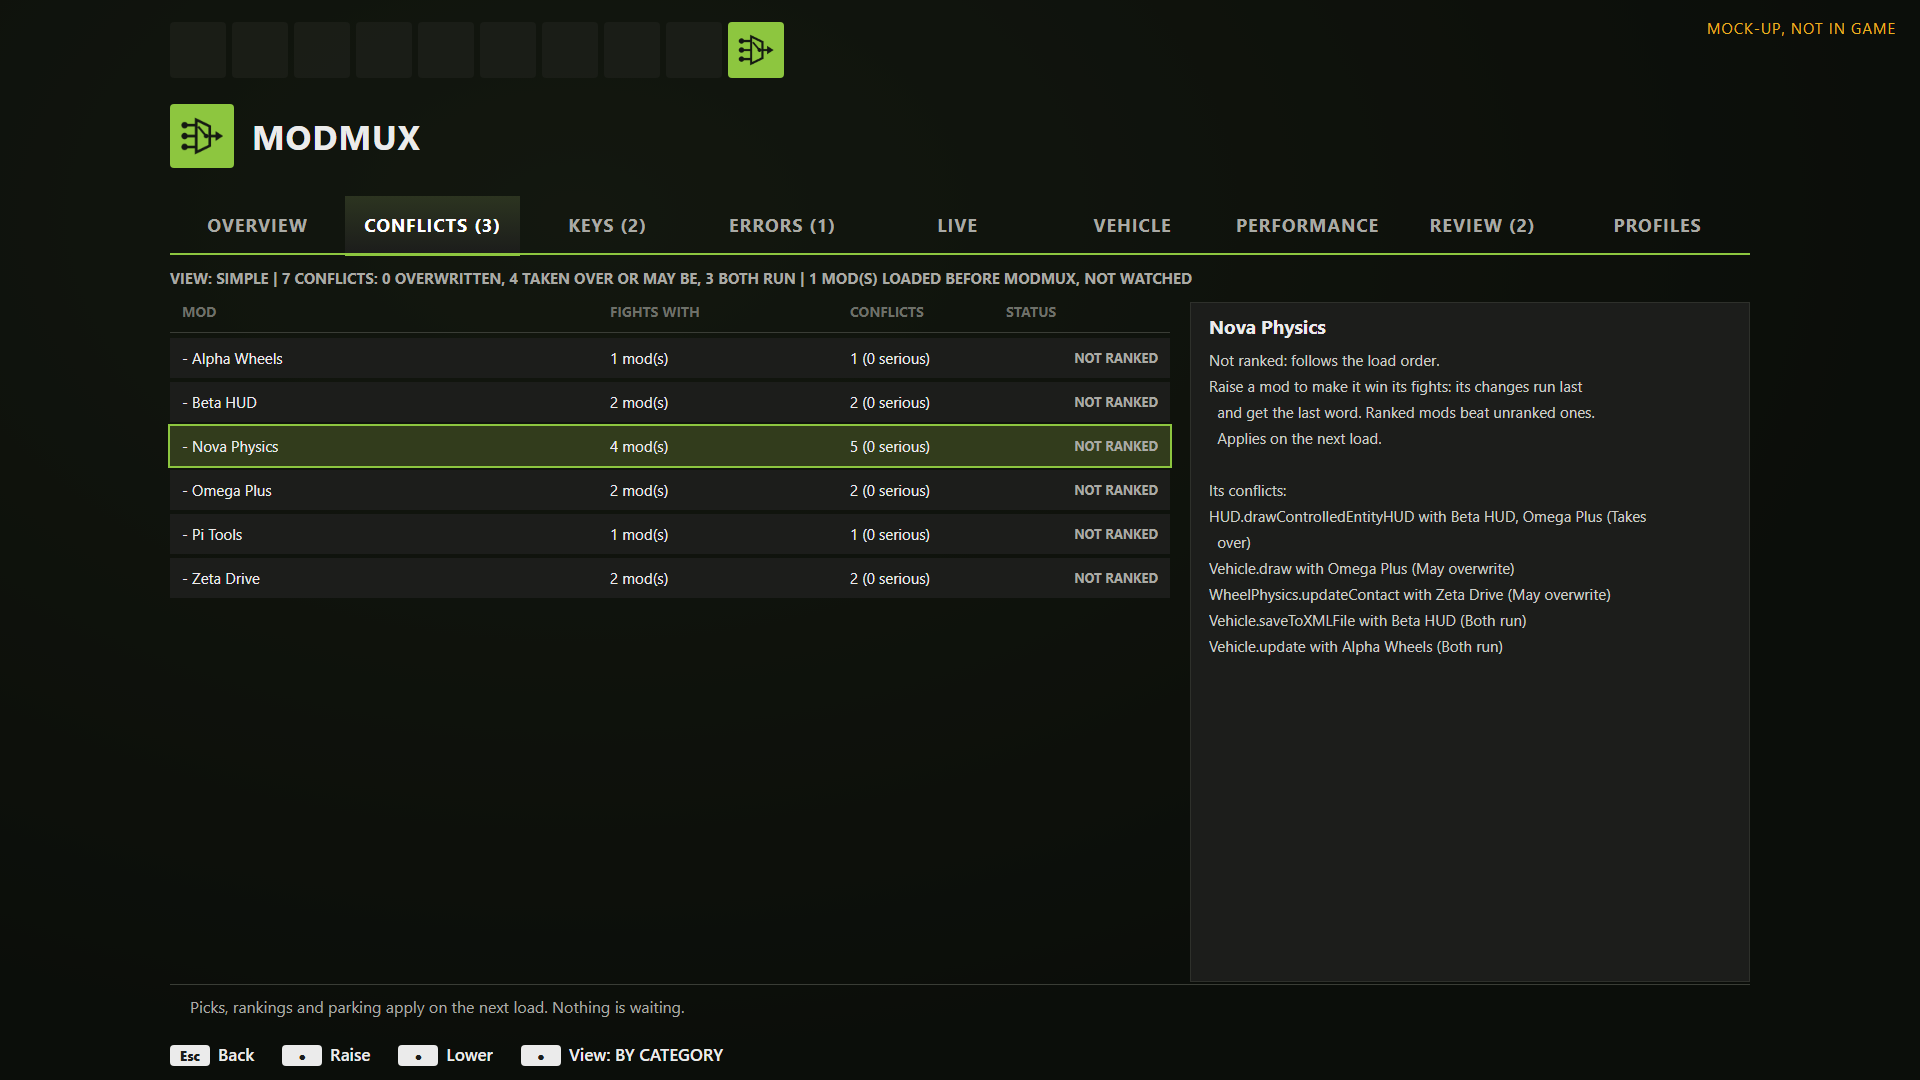 MOCK-UP, NOT IN GAME
MODMUX
OVERVIEW CONFLICTS (3) KEYS (2) ERRORS (1) LIVE VEHICLE PERFORMANCE REVIEW (2) PROFILES
VIEW: SIMPLE | 7 CONFLICTS: 0 OVERWRITTEN, 4 TAKEN OVER OR MAY BE, 3 BOTH RUN | 1 MOD(S) LOADED BEFORE MODMUX, NOT WATCHED
MOD FIGHTS WITH CONFLICTS STATUS
- Alpha Wheels 1 mod(s) 1 (0 serious) NOT RANKED
- Beta HUD 2 mod(s) 2 (0 serious) NOT RANKED
- Nova Physics 4 mod(s) 5 (0 serious) NOT RANKED
- Omega Plus 2 mod(s) 2 (0 serious) NOT RANKED
- Pi Tools 1 mod(s) 1 (0 serious) NOT RANKED
- Zeta Drive 2 mod(s) 2 (0 serious) NOT RANKED
Nova Physics
Not ranked: follows the load order.
Raise a mod to make it win its fights: its changes run last
and get the last word. Ranked mods beat unranked ones.
Applies on the next load.
Its conflicts:
HUD.drawControlledEntityHUD with Beta HUD, Omega Plus (Takes
over)
Vehicle.draw with Omega Plus (May overwrite)
WheelPhysics.updateContact with Zeta Drive (May overwrite)
Vehicle.saveToXMLFile with Beta HUD (Both run)
Vehicle.update with Alpha Wheels (Both run)
Picks, rankings and parking apply on the next load. Nothing is waiting.
Esc Back Raise Lower View: BY CATEGORY